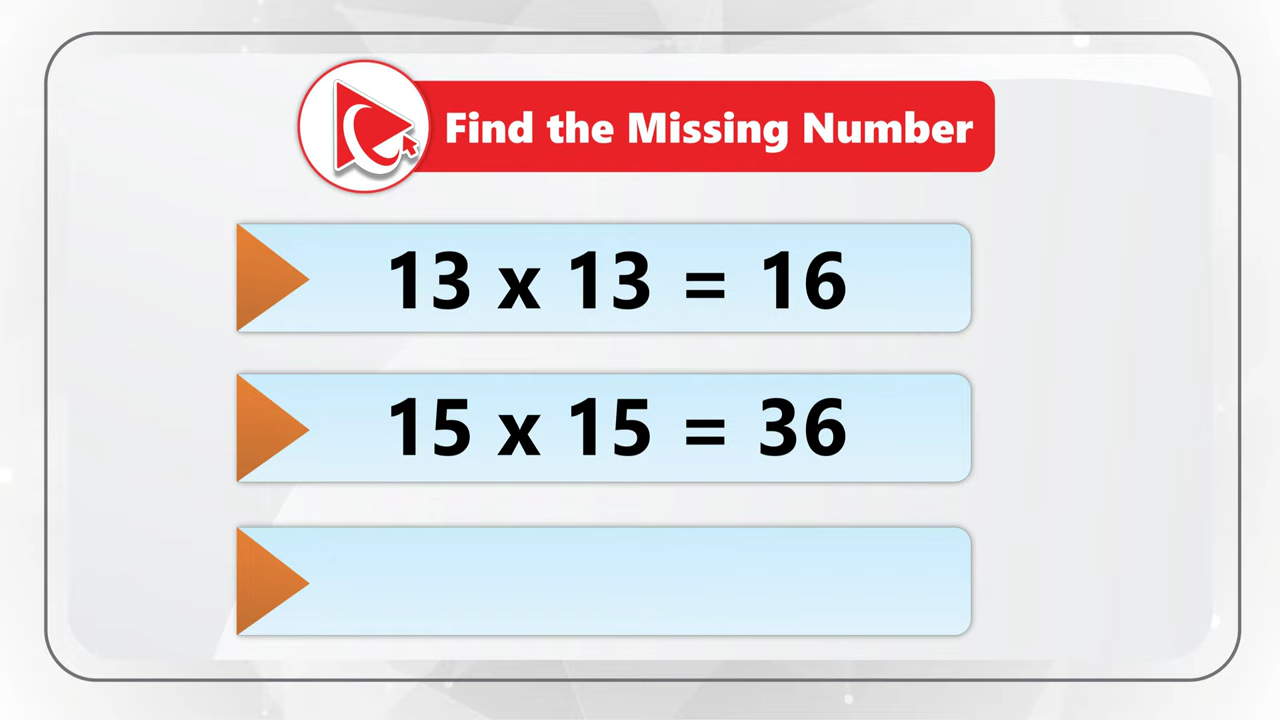 Find the Missing Number
13 x 13 = 16
15 x 15 = 36